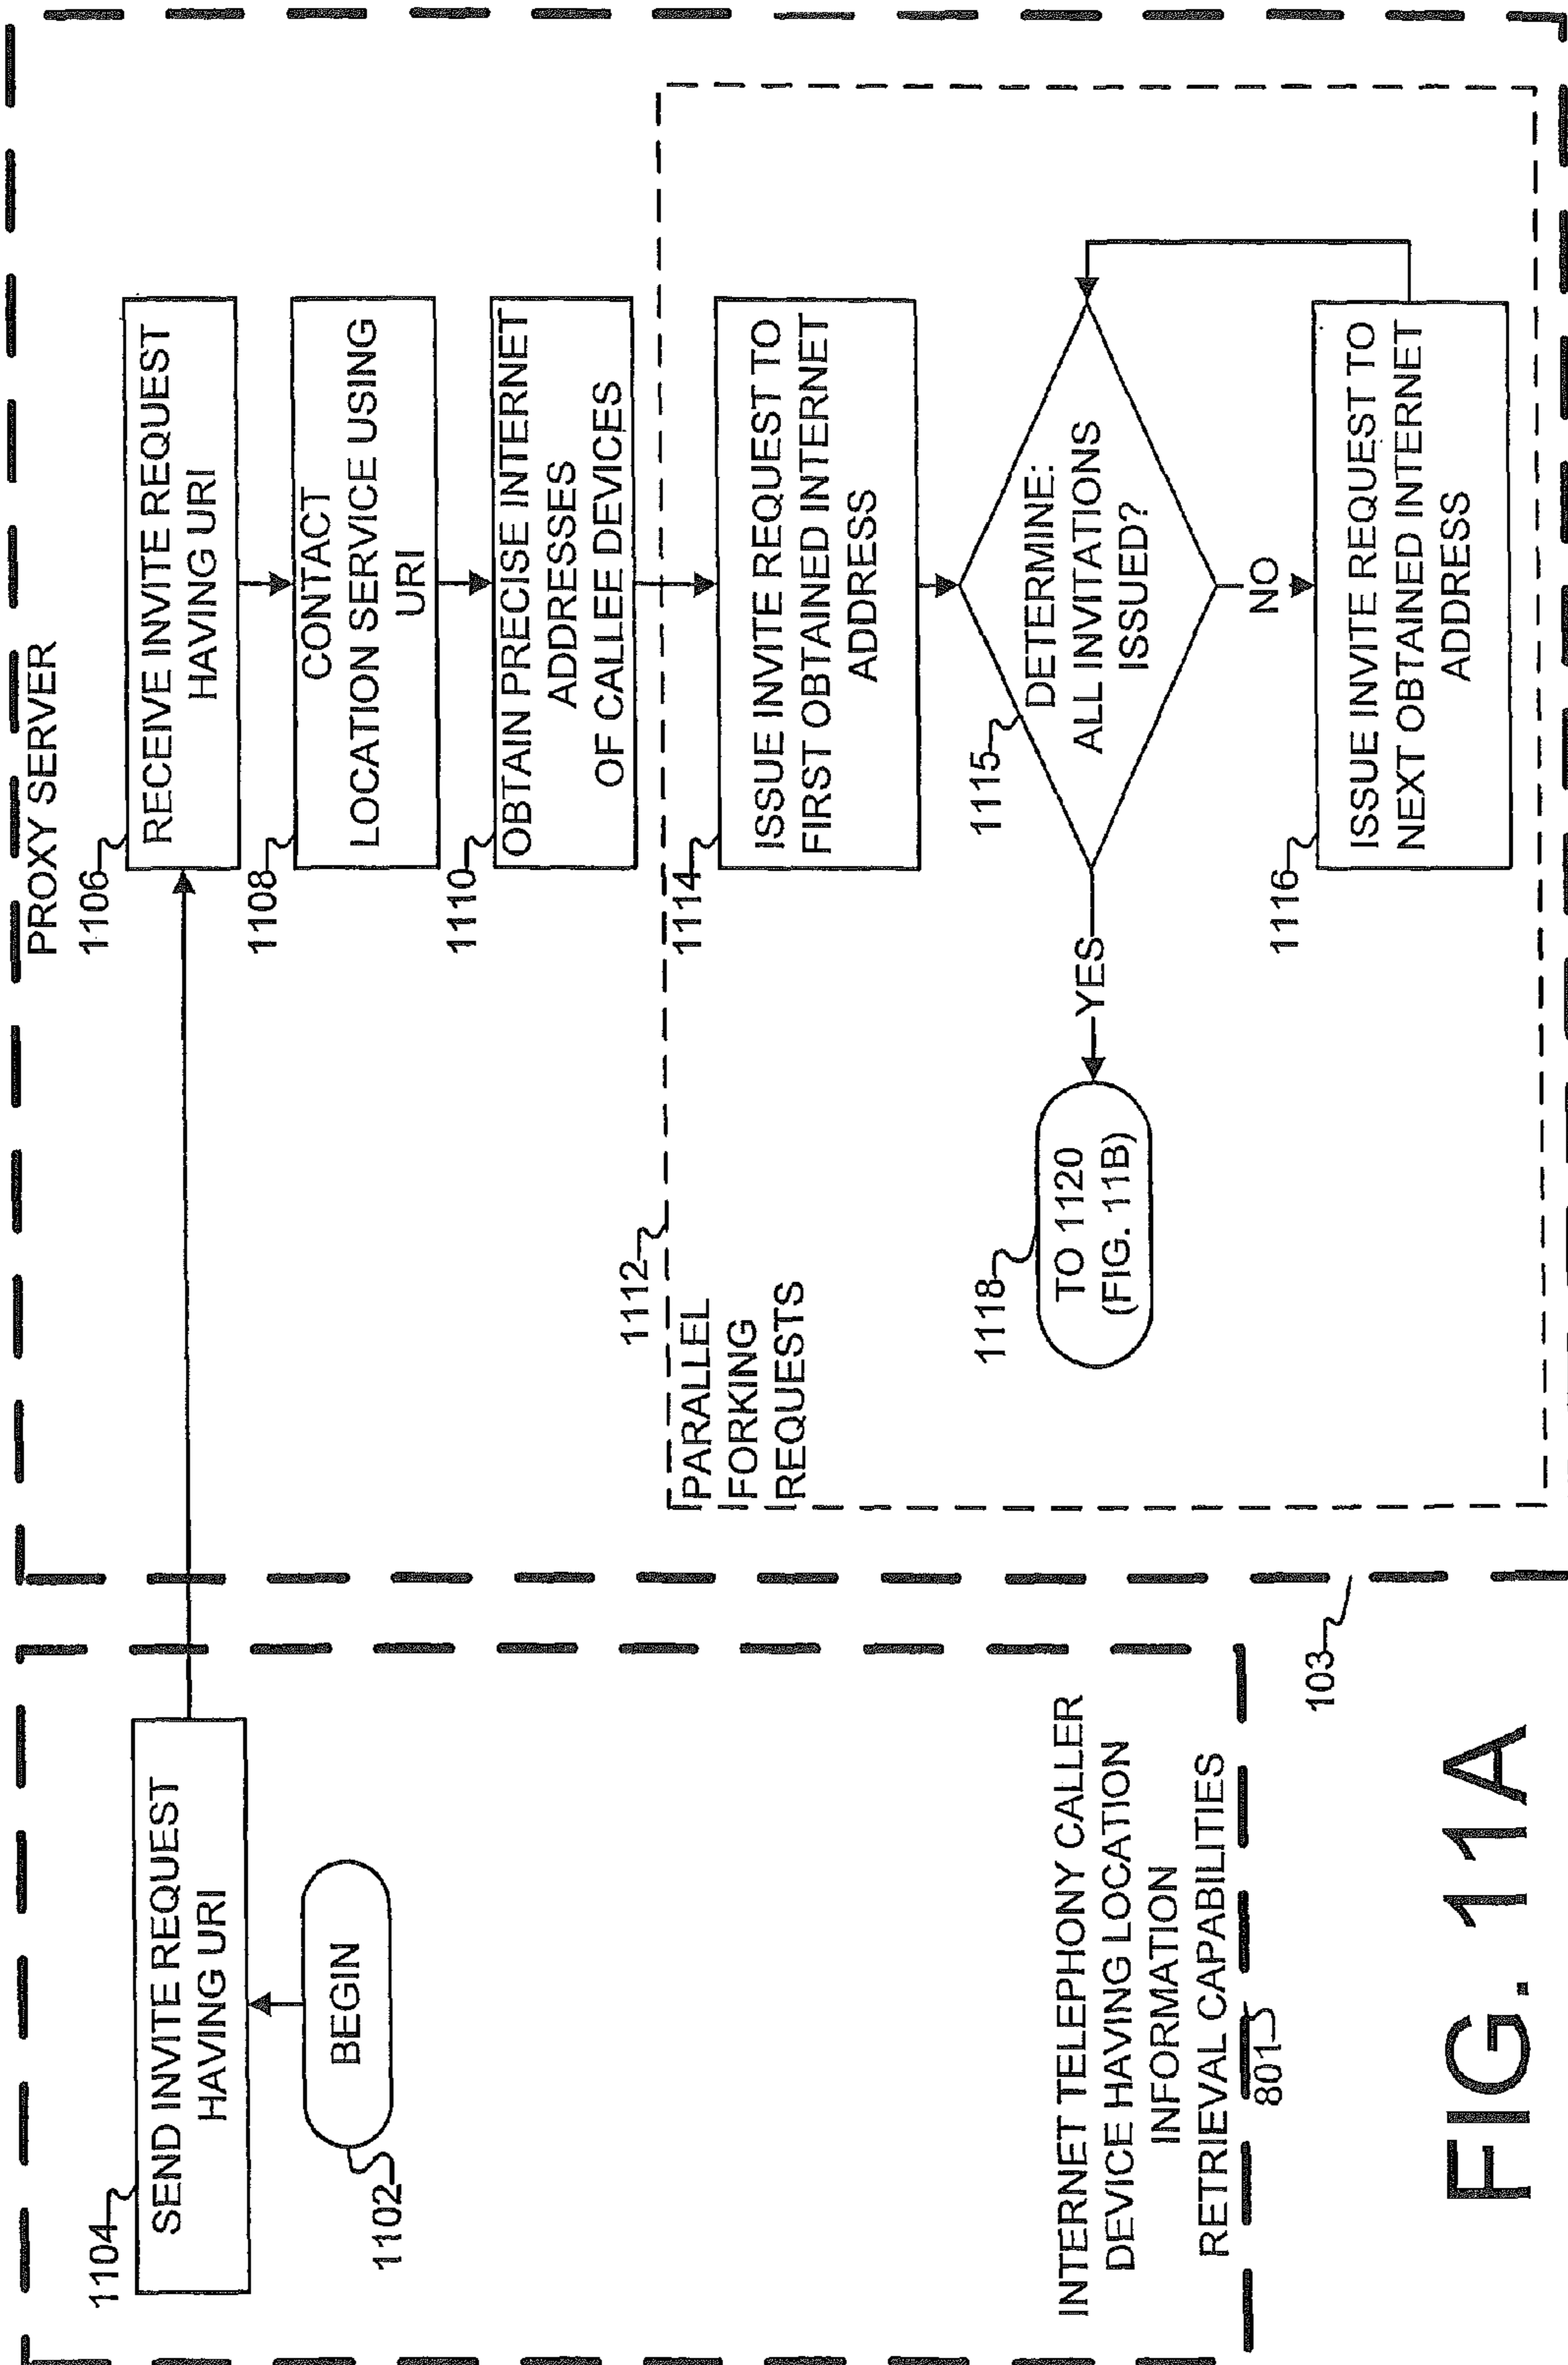 1104
SEND INVITE REQUEST
HAVING URI
BEGIN
1102
INTERNET TELEPHONY CALLER
DEVICE HAVING LOCATION
INFORMATION
RETRIEVAL CAPABILITIES
801
PROXY SERVER
1106
RECEIVE INVITE REQUEST
HAVING URI
1108
CONTACT
LOCATION SERVICE USING
URI
1110
OBTAIN PRECISE INTERNET
ADDRESSES
OF CALLEE DEVICES
1112
PARALLEL
FORKING
REQUESTS
1114
ISSUE INVITE REQUEST TO
FIRST OBTAINED INTERNET
ADDRESS
1115
DETERMINE:
ALL INVITATIONS
ISSUED?
YES
1118
TO 1120
(FIG. 11B)
NO
1116
ISSUE INVITE REQUEST TO
NEXT OBTAINED INTERNET
ADDRESS
103
FIG. 11A